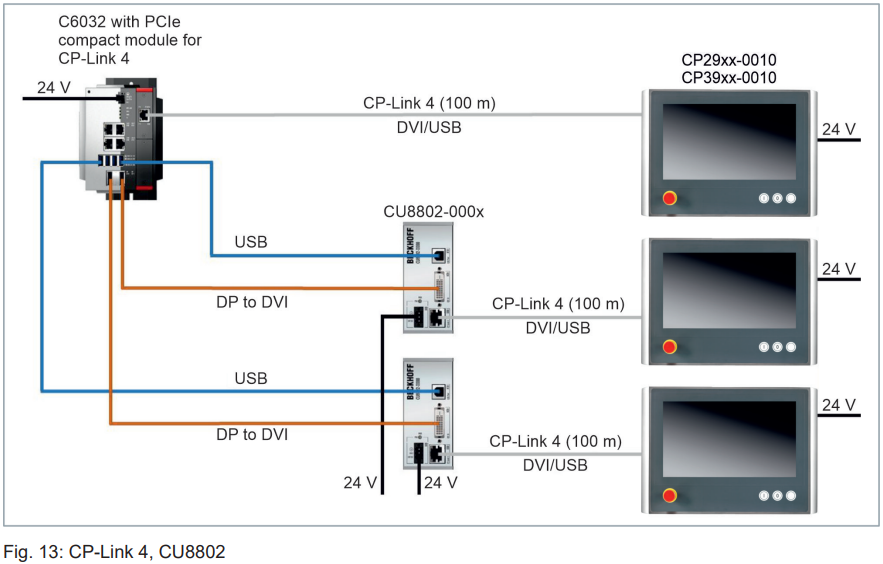 C6032 with PCIe
compact module for
CP-Link 4
24 V
CP29xx-0010
CP39xx-0010
CP-Link 4 (100 m)
DVI/USB
24 V
CU8802-000x
USB
BECKHOFF
DP to DVI
CP-Link 4 (100 m)
DVI/USB
24 V
USB
BECKHOFF
DP to DVI
CP-Link 4 (100 m)
DVI/USB
24 V
24 V
24 V
Fig. 13: CP-Link 4, CU8802